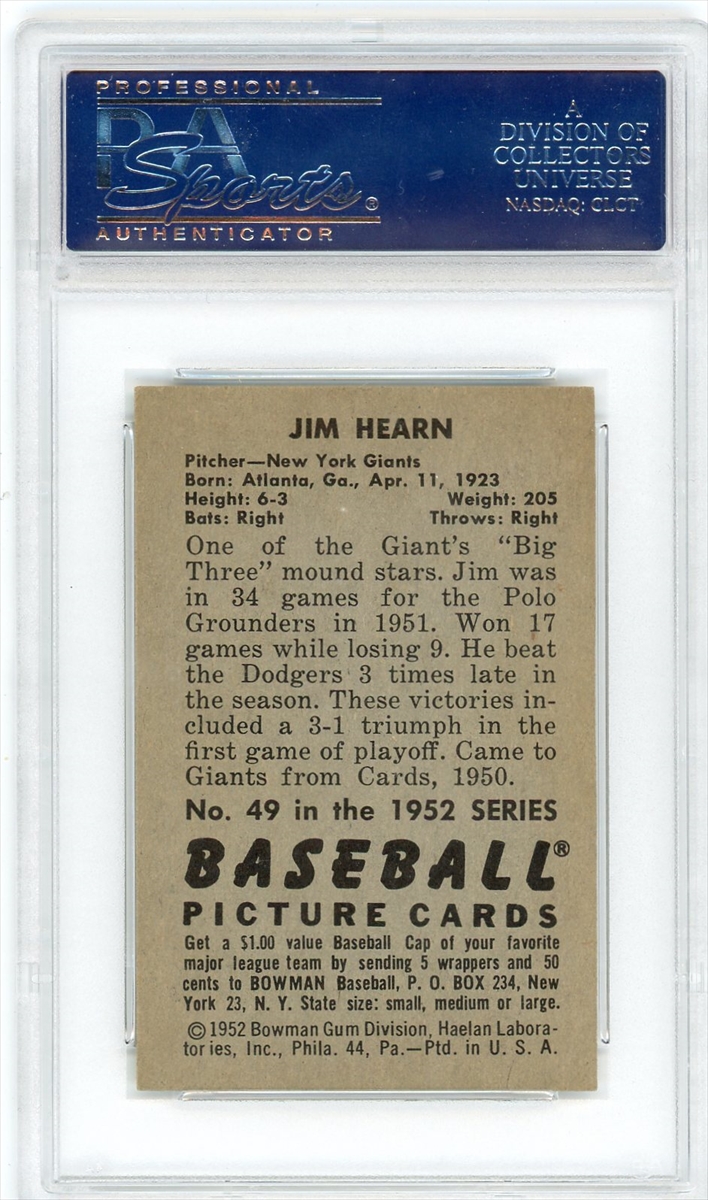 PROFESSIONAL
PSA
Sports®
AUTHENTICATOR
A
DIVISION OF
COLLECTORS
UNIVERSE
NASDAQ: CLCT
JIM HEARN
Pitcher—New York Giants
Born: Atlanta, Ga., Apr. 11, 1923
Height: 6-3 Weight: 205
Bats: Right Throws: Right
One of the Giant's "Big
Three" mound stars. Jim was
in 34 games for the Polo
Grounders in 1951. Won 17
games while losing 9. He beat
the Dodgers 3 times late in
the season. These victories in-
cluded a 3-1 triumph in the
first game of playoff. Came to
Giants from Cards, 1950.
No. 49 in the 1952 SERIES
BASEBALL®
PICTURE CARDS
Get a $1.00 value Baseball Cap of your favorite
major league team by sending 5 wrappers and 50
cents to BOWMAN Baseball, P. O. BOX 234, New
York 23, N. Y. State size: small, medium or large.
©1952 Bowman Gum Division, Haelan Labora-
tories, Inc., Phila. 44, Pa.—Ptd. in U. S. A.